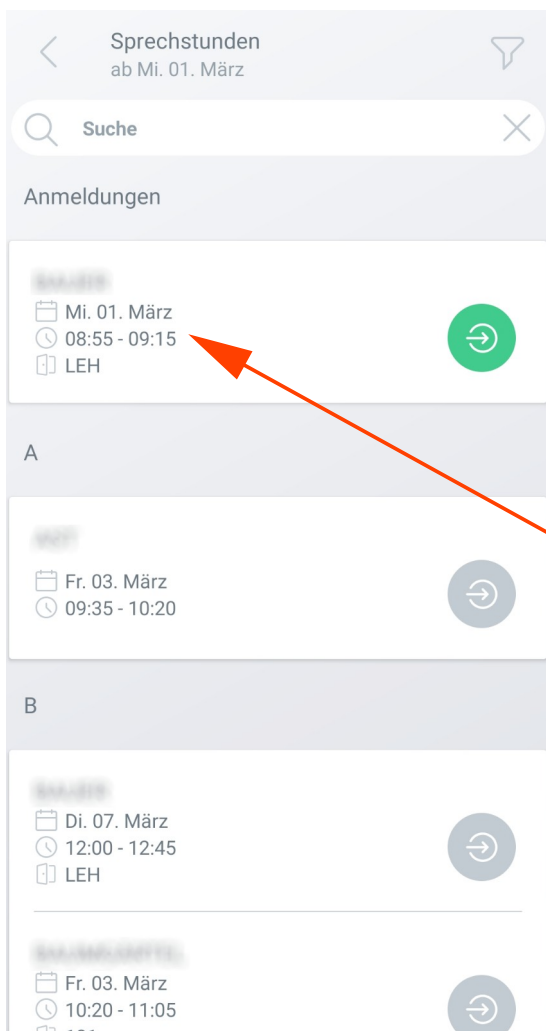 Sprechstunden
ab Mi. 01. März
Suche
Anmeldungen
Mi. 01. März
08:55 - 09:15
LEH
A
Fr. 03. März
09:35 - 10:20
B
Di. 07. März
12:00 - 12:45
LEH
Fr. 03. März
10:20 - 11:05